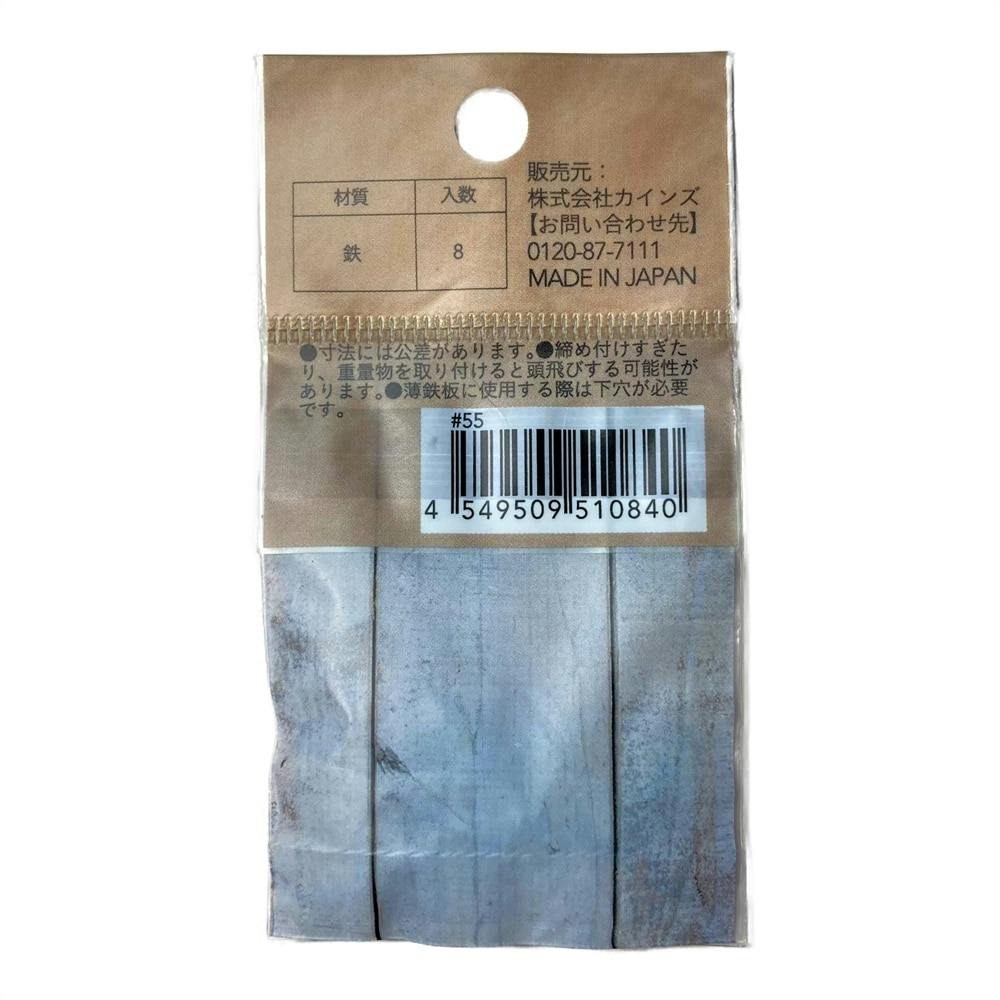 材質 入数
鉄 8
販売元：
株式会社カインズ
【お問い合わせ先】
0120-87-7111
MADE IN JAPAN
●寸法には公差があります。●締め付けすぎた
り、重量物を取り付けると頭飛びする可能性が
あります。●薄鉄板に使用する際は下穴が必要
です。
#55
4 549509 510840